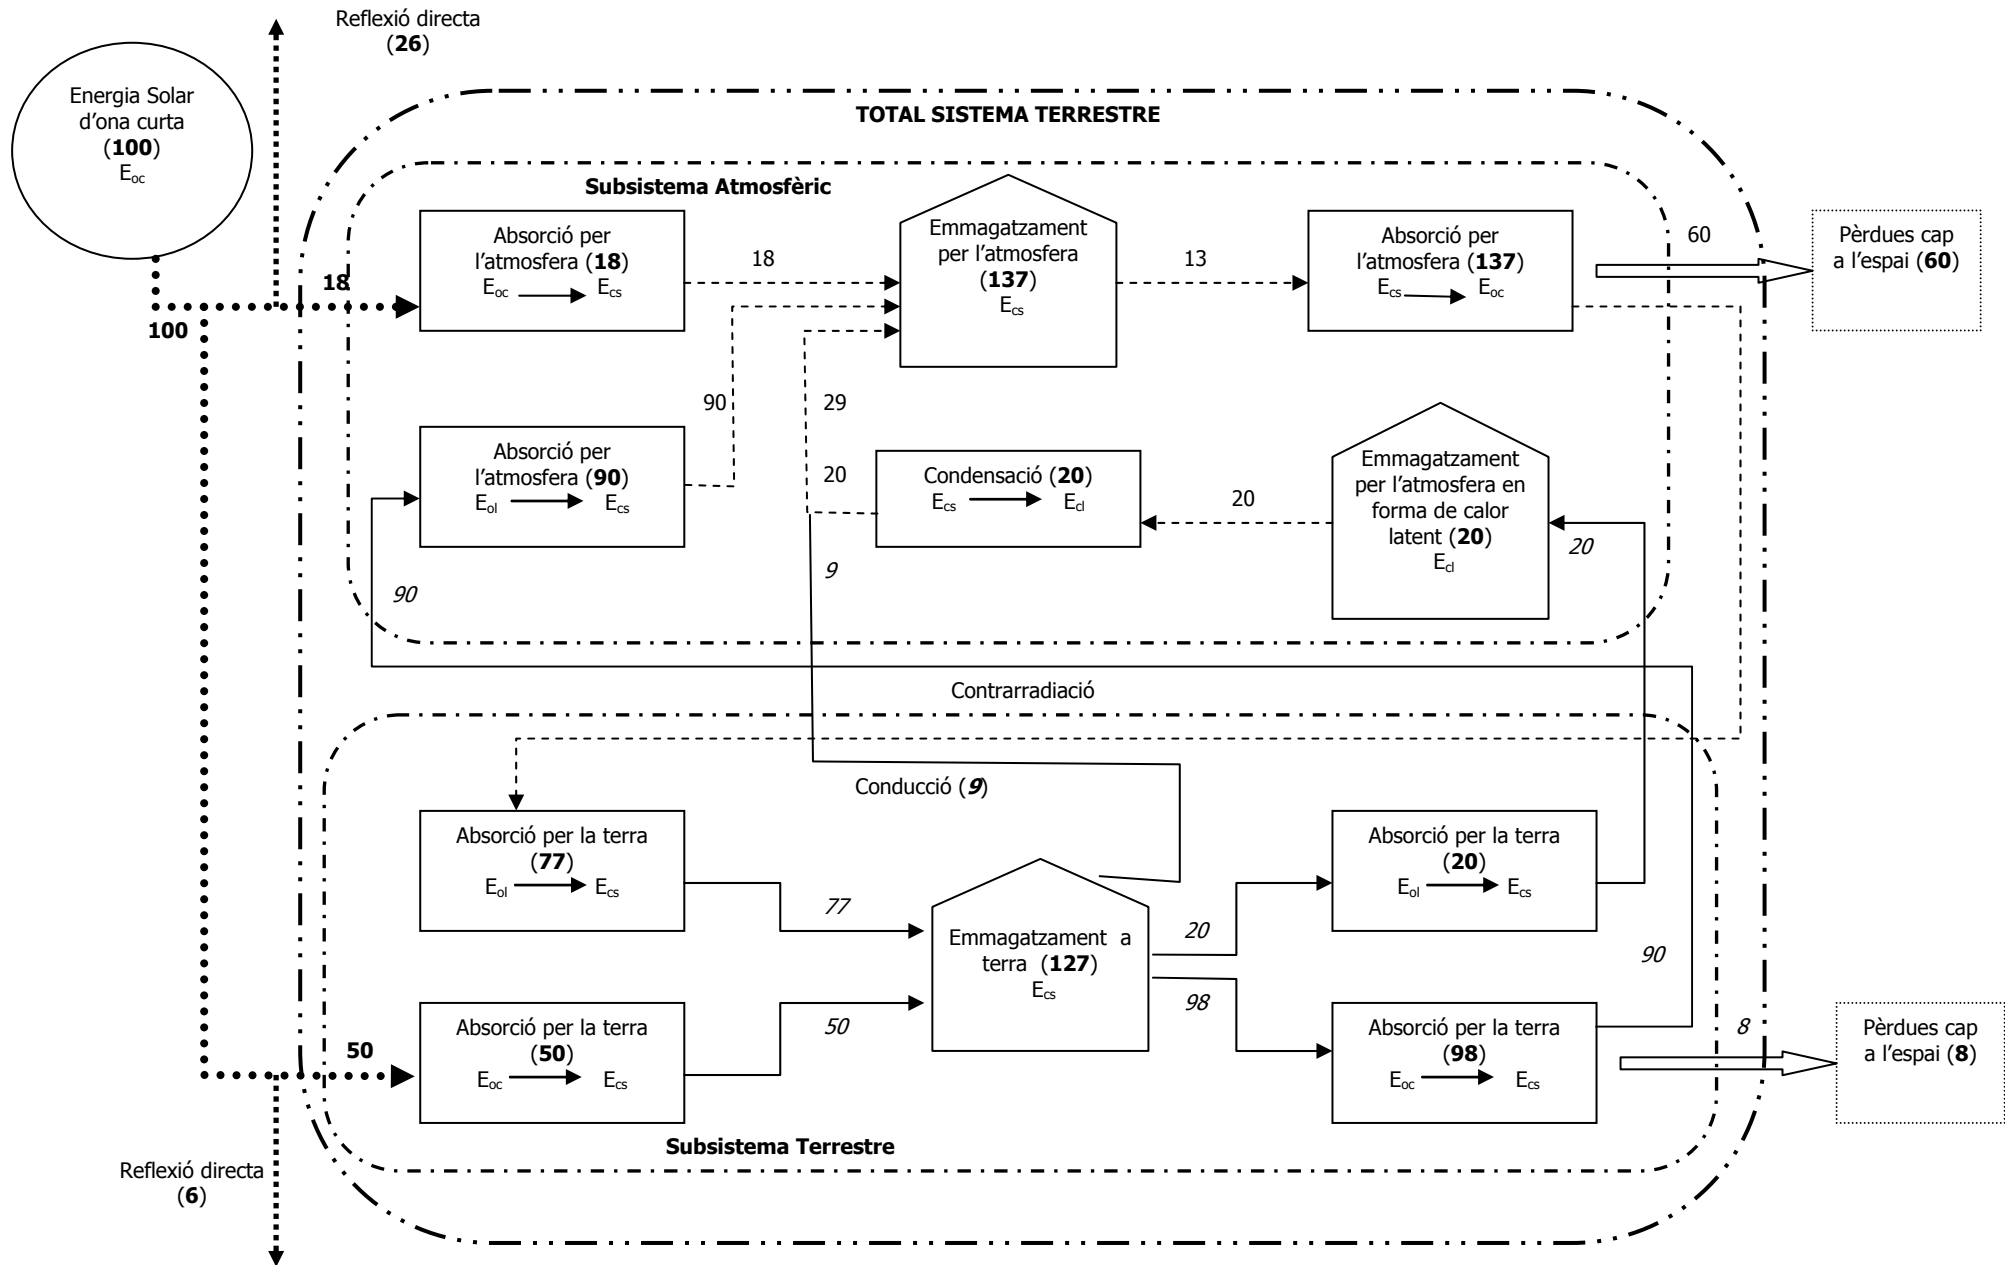 Reflexió directa
(26)
Energia Solar
d'ona curta
(100)
Eoc
TOTAL SISTEMA TERRESTRE
Subsistema Atmosfèric
Absorció per
l'atmosfera (18)
Eoc Ecs
18
Emmagatzament
per l'atmosfera
(137)
Ecs
13
Absorció per
l'atmosfera (137)
Ecs Eoc
60
Pèrdues cap
a l'espai (60)
18
100
90
29
Absorció per
l'atmosfera (90)
Eol Ecs
20
Condensació (20)
Ecs Ecl
20
Emmagatzament
per l'atmosfera en
forma de calor
latent (20)
Ecl
20
9
90
Contrarradiació
Conducció (9)
Absorció per la terra
(77)
Eol Ecs
77
Emmagatzament a
terra (127)
Ecs
20
98
Absorció per la terra
(20)
Eol Ecs
90
50
Absorció per la terra
(50)
Eoc Ecs
50
Absorció per la terra
(98)
Eoc Ecs
8
Pèrdues cap
a l'espai (8)
Subsistema Terrestre
Reflexió directa
(6)